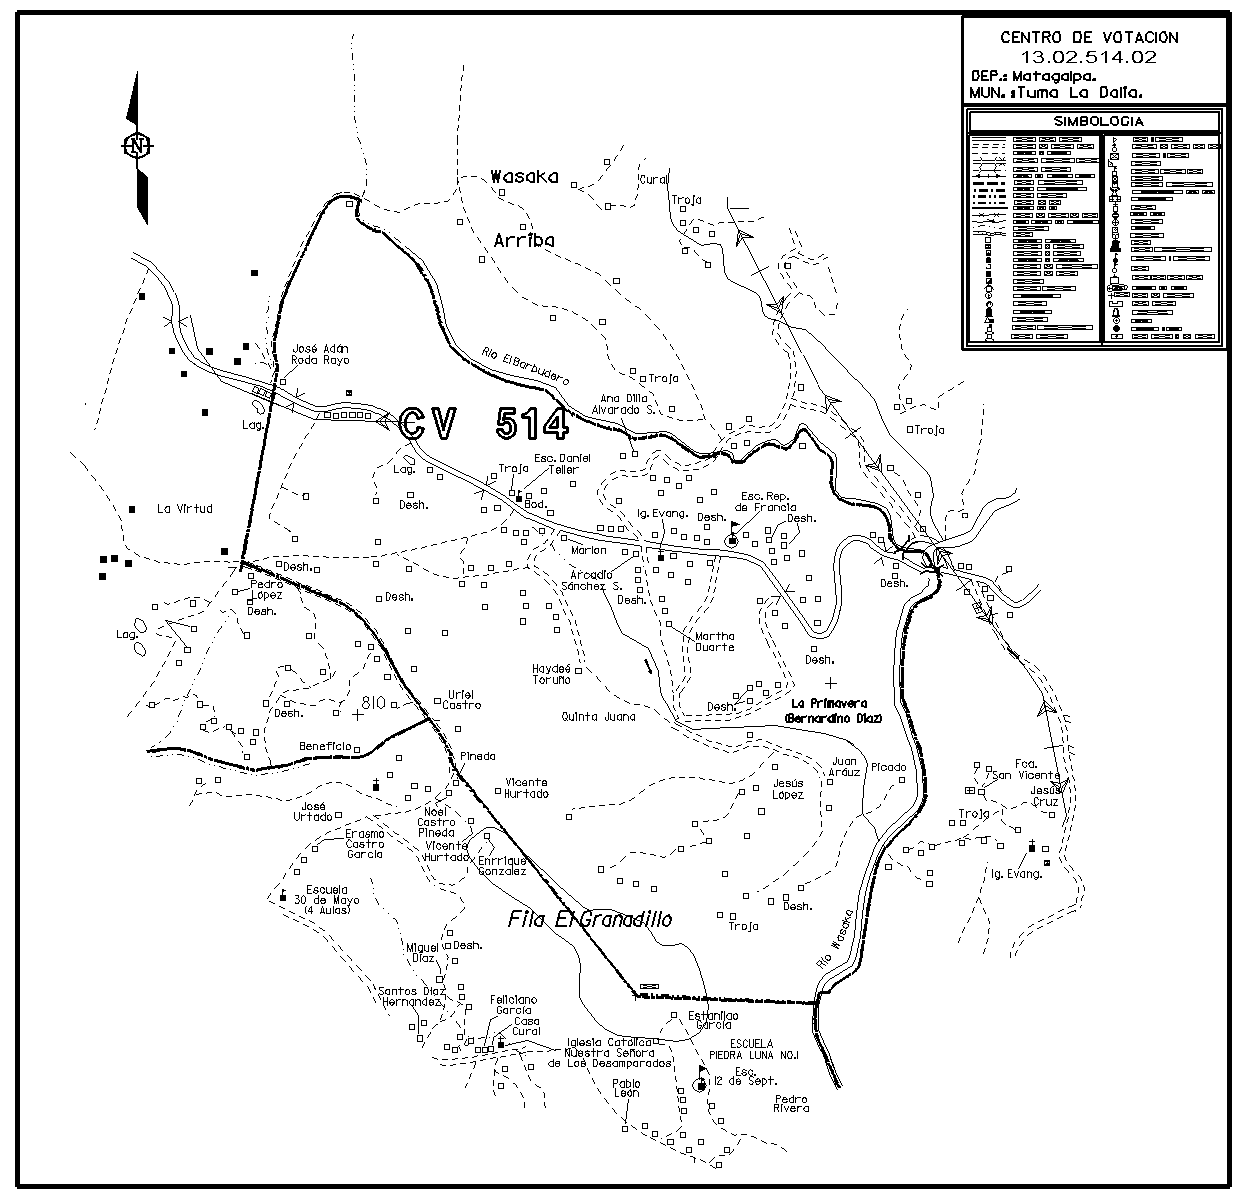 CENTRO DE VOTACION
13.02.514.02
DEP.: Matagalpa.
MUN. :Tuma La Dalia.
SIMBOLOGIA
N
Wasaka
Arriba
Cural
Troja
José Adán
Roda Rayo
Río El Barbudero
Troja
Ana Dilia
Alvarado S.
Lag.
CV 514
Troja
Lag.
Troja
Esc. Daniel
Teller
Desh.
Bod.
Esc. Rep.
de Francia
Ig. Evang.
Desh.
Desh.
La Virtud
Marlon
Desh.
Arcadio
Sánchez S.
Pedro
López
Desh.
Desh.
Desh.
Desh.
Lag.
Martha
Duarte
Haydeé
Toruño
Desh.
Uriel
Castro
810
Desh.
Desh.
La Primavera
(Bernardino Díaz)
Quinta Juana
Beneficio
Pineda
Juan
Aráuz
Picado
Fca.
San Vicente
Vicente
Hurtado
Jesús
López
Jesús
Cruz
José
Urtado
Noel
Castro
Pineda
Troja
Erasmo
Castro
García
Vicente
Hurtado
Enrrique
Gonzalez
Ig. Evang.
Escuela
30 de Mayo
(4 Aulas)
Fila El Granadillo
Desh.
Troja
Río Wasaka
Miguel
Díaz
Desh.
Santos Díaz
Hernandez
Feliciano
García
Casa
Cural
Estanilao
García
Iglesia Católica
Nuestra Señora
de Los Desamparados
ESCUELA
PIEDRA LUNA NO.1
Esc.
12 de Sept.
Pablo
León
Pedro
Rivera